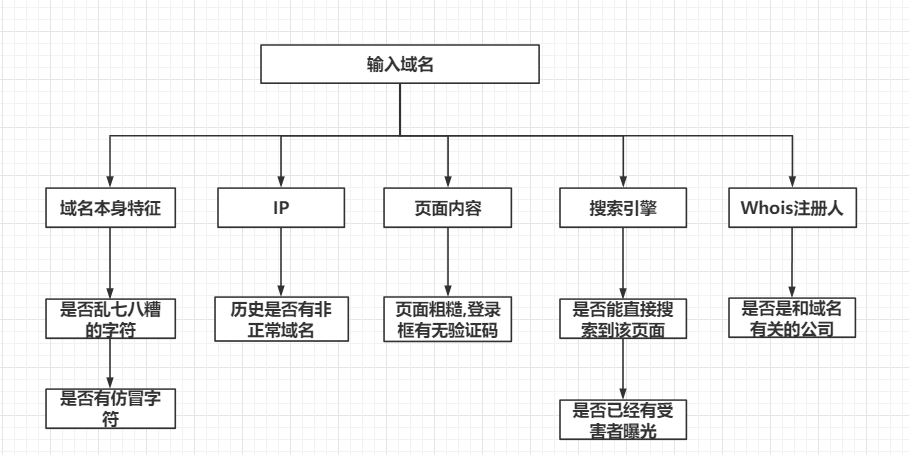 输入域名
域名本身特征
IP
页面内容
搜索引擎
Whois注册人
是否乱七八糟
的字符
历史是否有非
正常域名
页面粗糙,登录
框有无验证码
是否能直接搜
索到该页面
是否是和域名
有关的公司
是否有仿冒字
符
是否已经有受
害者曝光